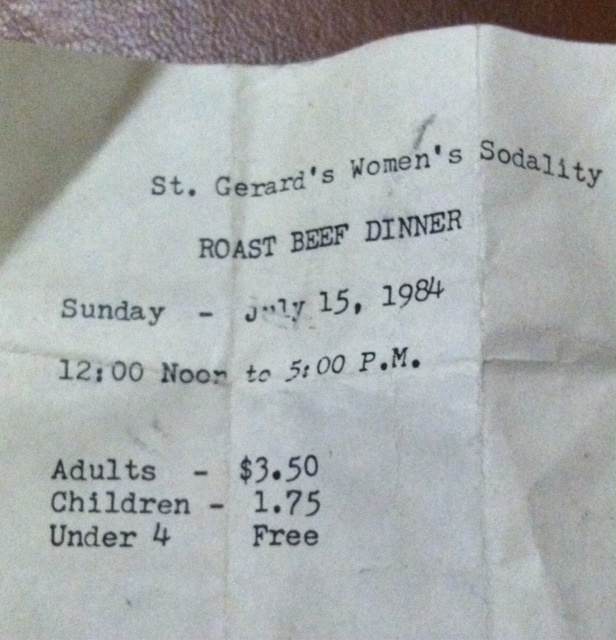 St. Gerard's Women's Sodality
ROAST BEEF DINNER
Sunday - July 15, 1984
12:00 Noon to 5:00 P.M.
Adults - $3.50
Children - 1.75
Under 4 Free